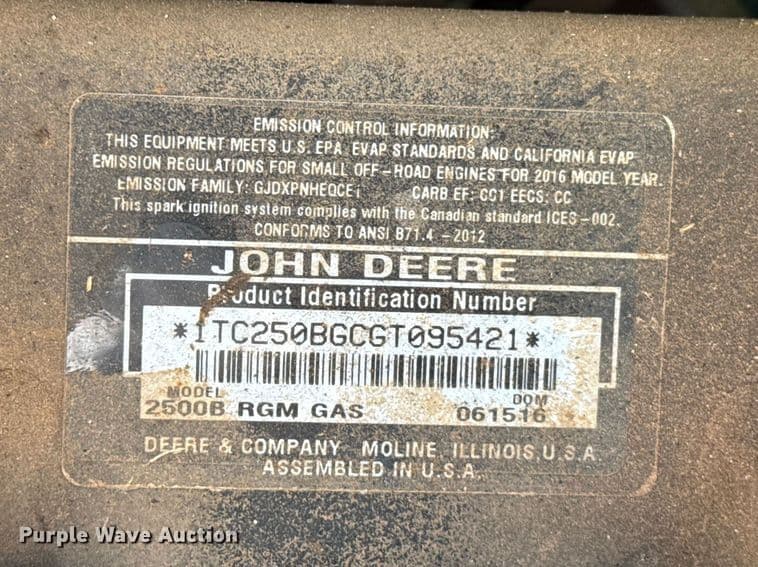 EMISSION CONTROL INFORMATION:
THIS EQUIPMENT MEETS U.S. EPA EVAP STANDARDS AND CALIFORNIA EVAP
EMISSION REGULATIONS FOR SMALL OFF-ROAD ENGINES FOR 2016 MODEL YEAR.
EMISSION FAMILY: GJDXPNHEQCE1 CARB EF: CC1 EECS: CC
This spark ignition system complies with the Canadian standard ICES-002.
CONFORMS TO ANSI B71.4 -2012
JOHN DEERE
Product Identification Number
*1TC250BGCGT095421*
MODEL DOM
2500B RGM GAS 061516
DEERE & COMPANY MOLINE, ILLINOIS U.S.A.
ASSEMBLED IN U.S.A.
Purple Wave Auction